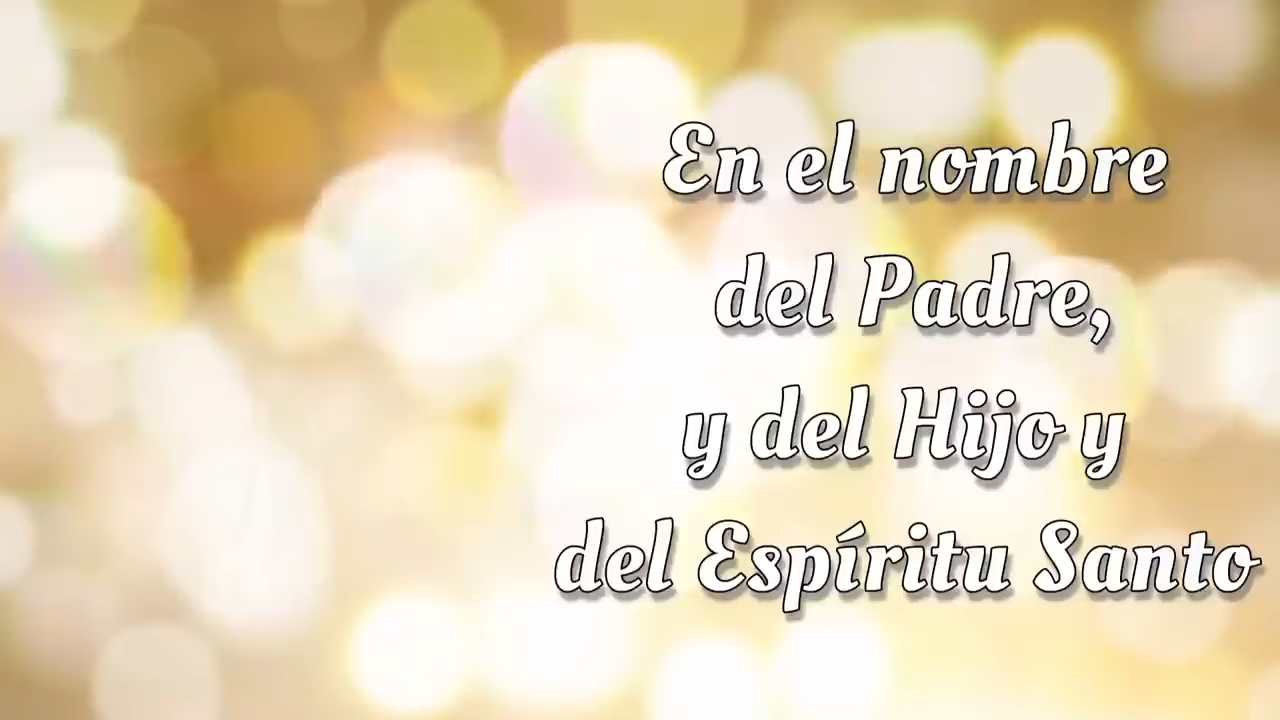 En el nombre
del Padre,
y del Hijo y
del Espíritu Santo